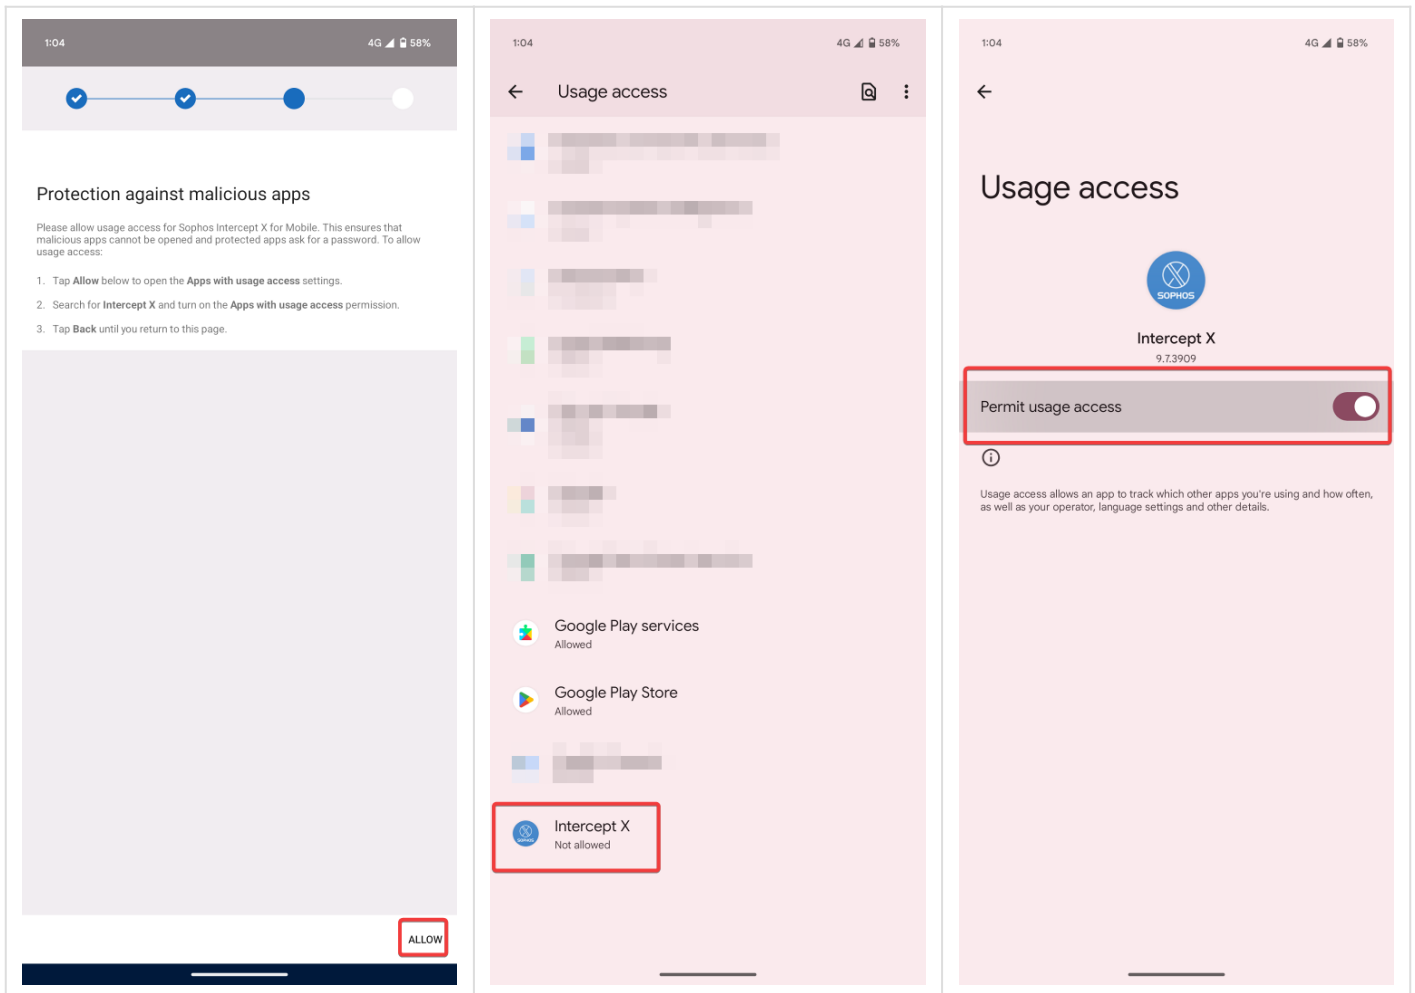 1:04
4G 58%
Protection against malicious apps
Please allow usage access for Sophos Intercept X for Mobile. This ensures that
malicious apps cannot be opened and protected apps ask for a password. To allow
usage access:
1. Tap Allow below to open the Apps with usage access settings.
2. Search for Intercept X and turn on the Apps with usage access permission.
3. Tap Back until you return to this page.
ALLOW
1:04
4G 58%
Usage access
Google Play services
Allowed
Google Play Store
Allowed
SOPHOS
Intercept X
Not allowed
1:04
4G 58%
Usage access
SOPHOS
Intercept X
9.7.3909
Permit usage access
Usage access allows an app to track which other apps you're using and how often,
as well as your operator, language settings and other details.